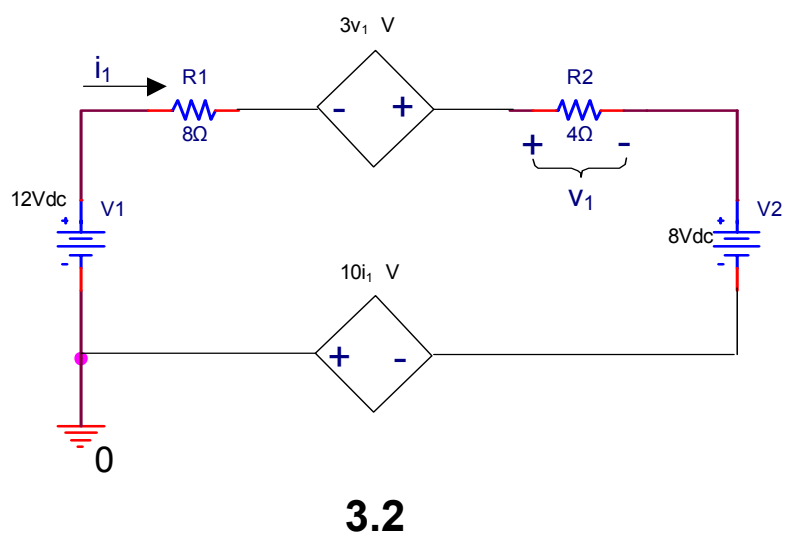 3v₁ V
i₁
R1
R2
- +
8Ω
4Ω
+ -
v₁
12Vdc
+
V1
-
+
V2
8Vdc
-
10i₁ V
+ -
0
3.2